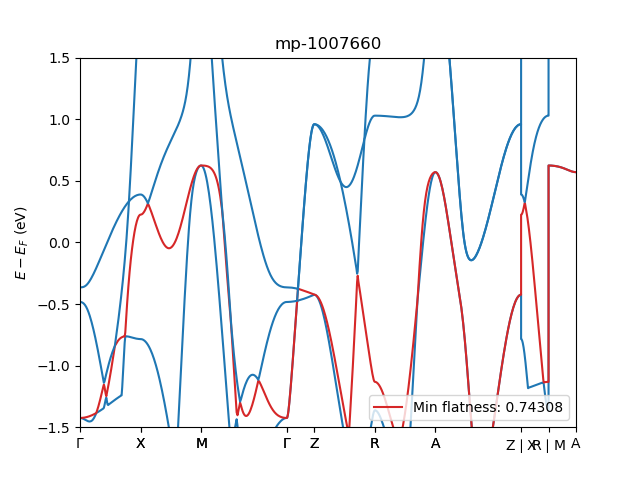 mp-1007660
E − E_F (eV)
1.5
1.0
0.5
0.0
−0.5
−1.0
−1.5
Min flatness: 0.74308
Γ X M Γ Z R A Z | X R | M A